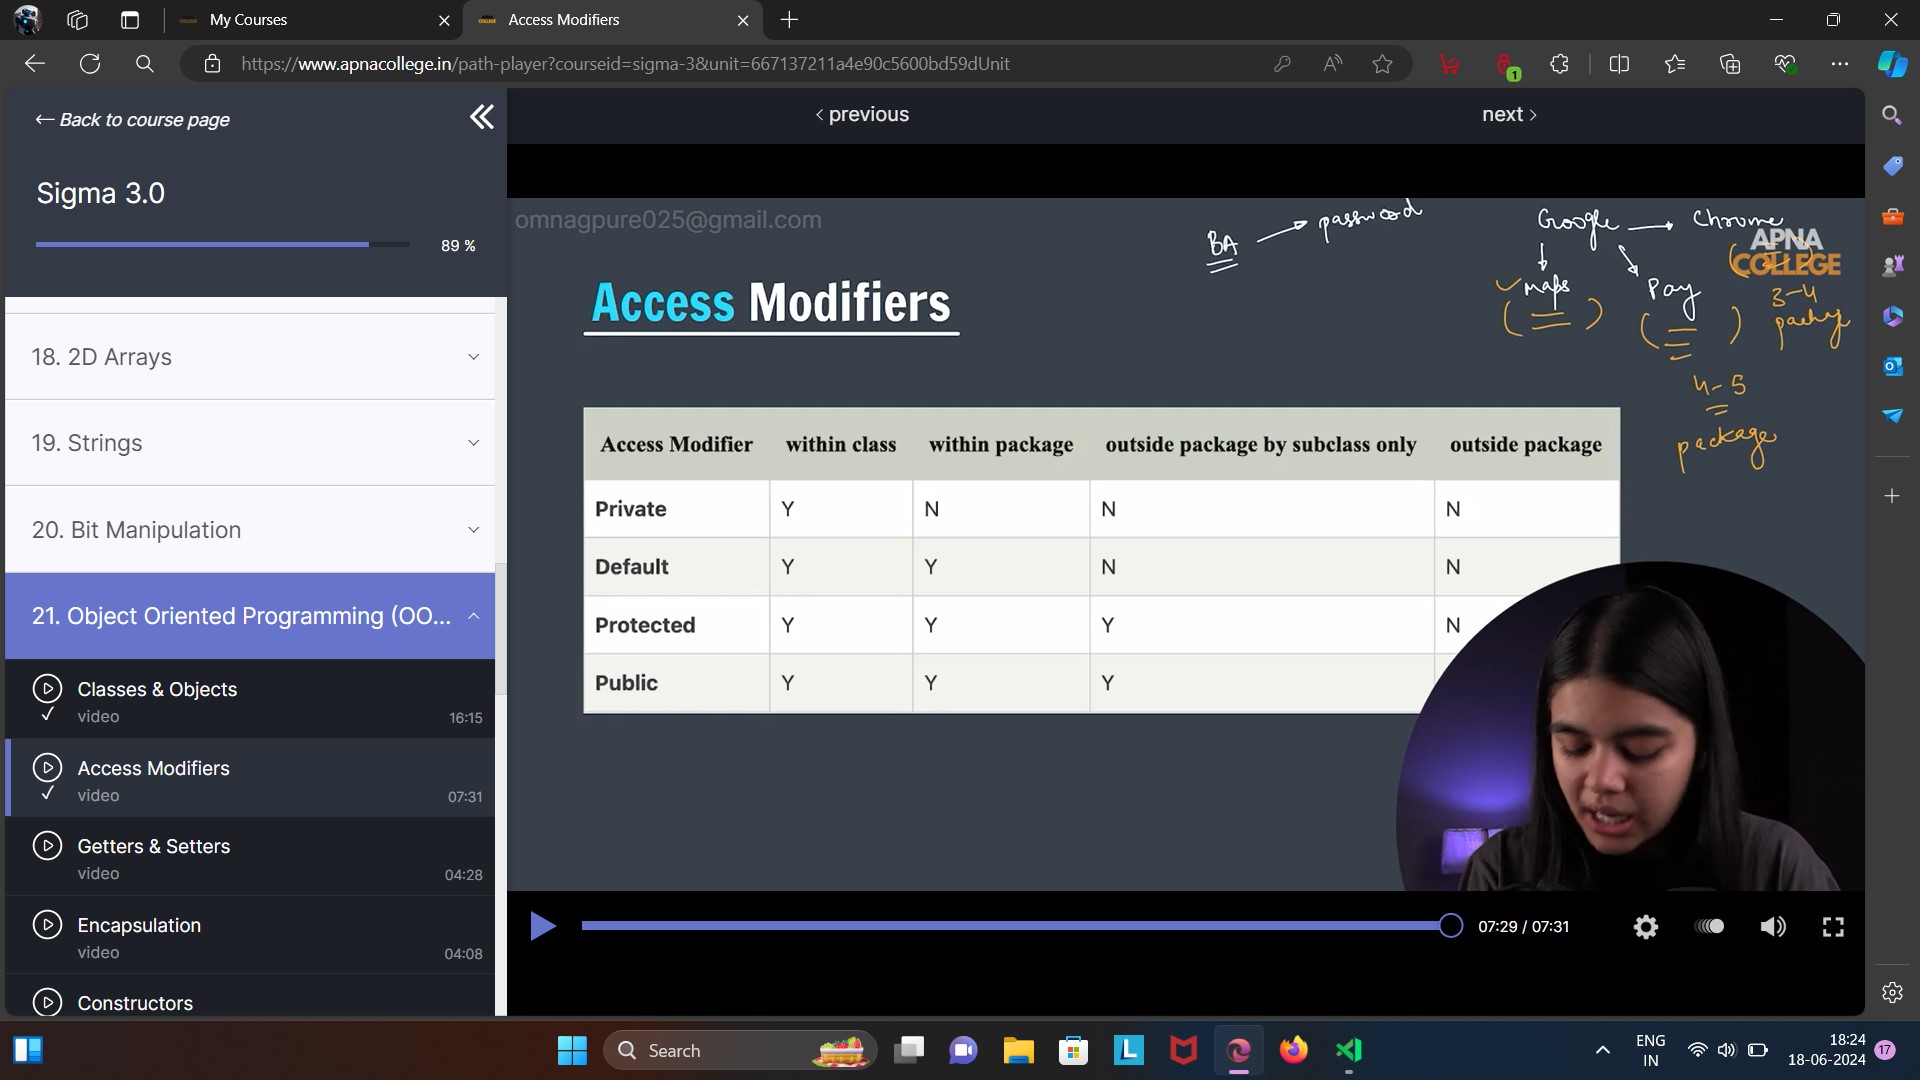 My Courses
Access Modifiers
https://www.apnacollege.in/path-player?courseid=sigma-3&unit=667137211a4e90c5600bd59dUnit
1
← Back to course page
Sigma 3.0
89 %
18. 2D Arrays
19. Strings
20. Bit Manipulation
21. Object Oriented Programming (OO...
Classes & Objects
video
16:15
Access Modifiers
video
07:31
Getters & Setters
video
04:28
Encapsulation
video
04:08
Constructors
‹ previous
next ›
omnagpure025@gmail.com
BA → password
Google → Chrome
Maps
Pay
APNA
COLLEGE
3-4
4-5
package
Access Modifiers
Access Modifier within class within package outside package by subclass only outside package
Private Y N N N
Default Y Y N N
Protected Y Y Y N
Public Y Y Y
07:29 / 07:31
Search
ENG
IN
18:24
18-06-2024
17